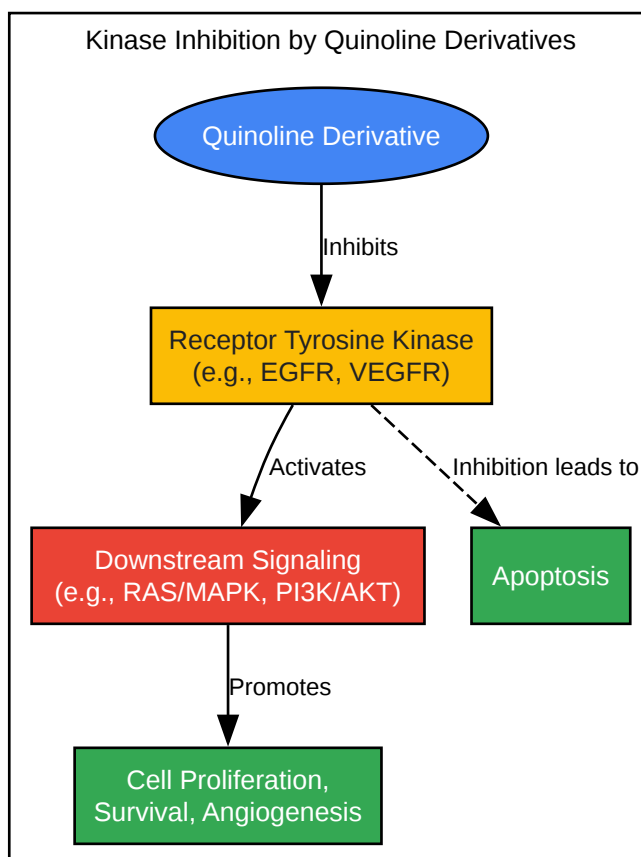 Kinase Inhibition by Quinoline Derivatives
Quinoline Derivative
Inhibits
Receptor Tyrosine Kinase
(e.g., EGFR, VEGFR)
Activates
Inhibition leads to
Downstream Signaling
(e.g., RAS/MAPK, PI3K/AKT)
Apoptosis
Promotes
Cell Proliferation,
Survival, Angiogenesis